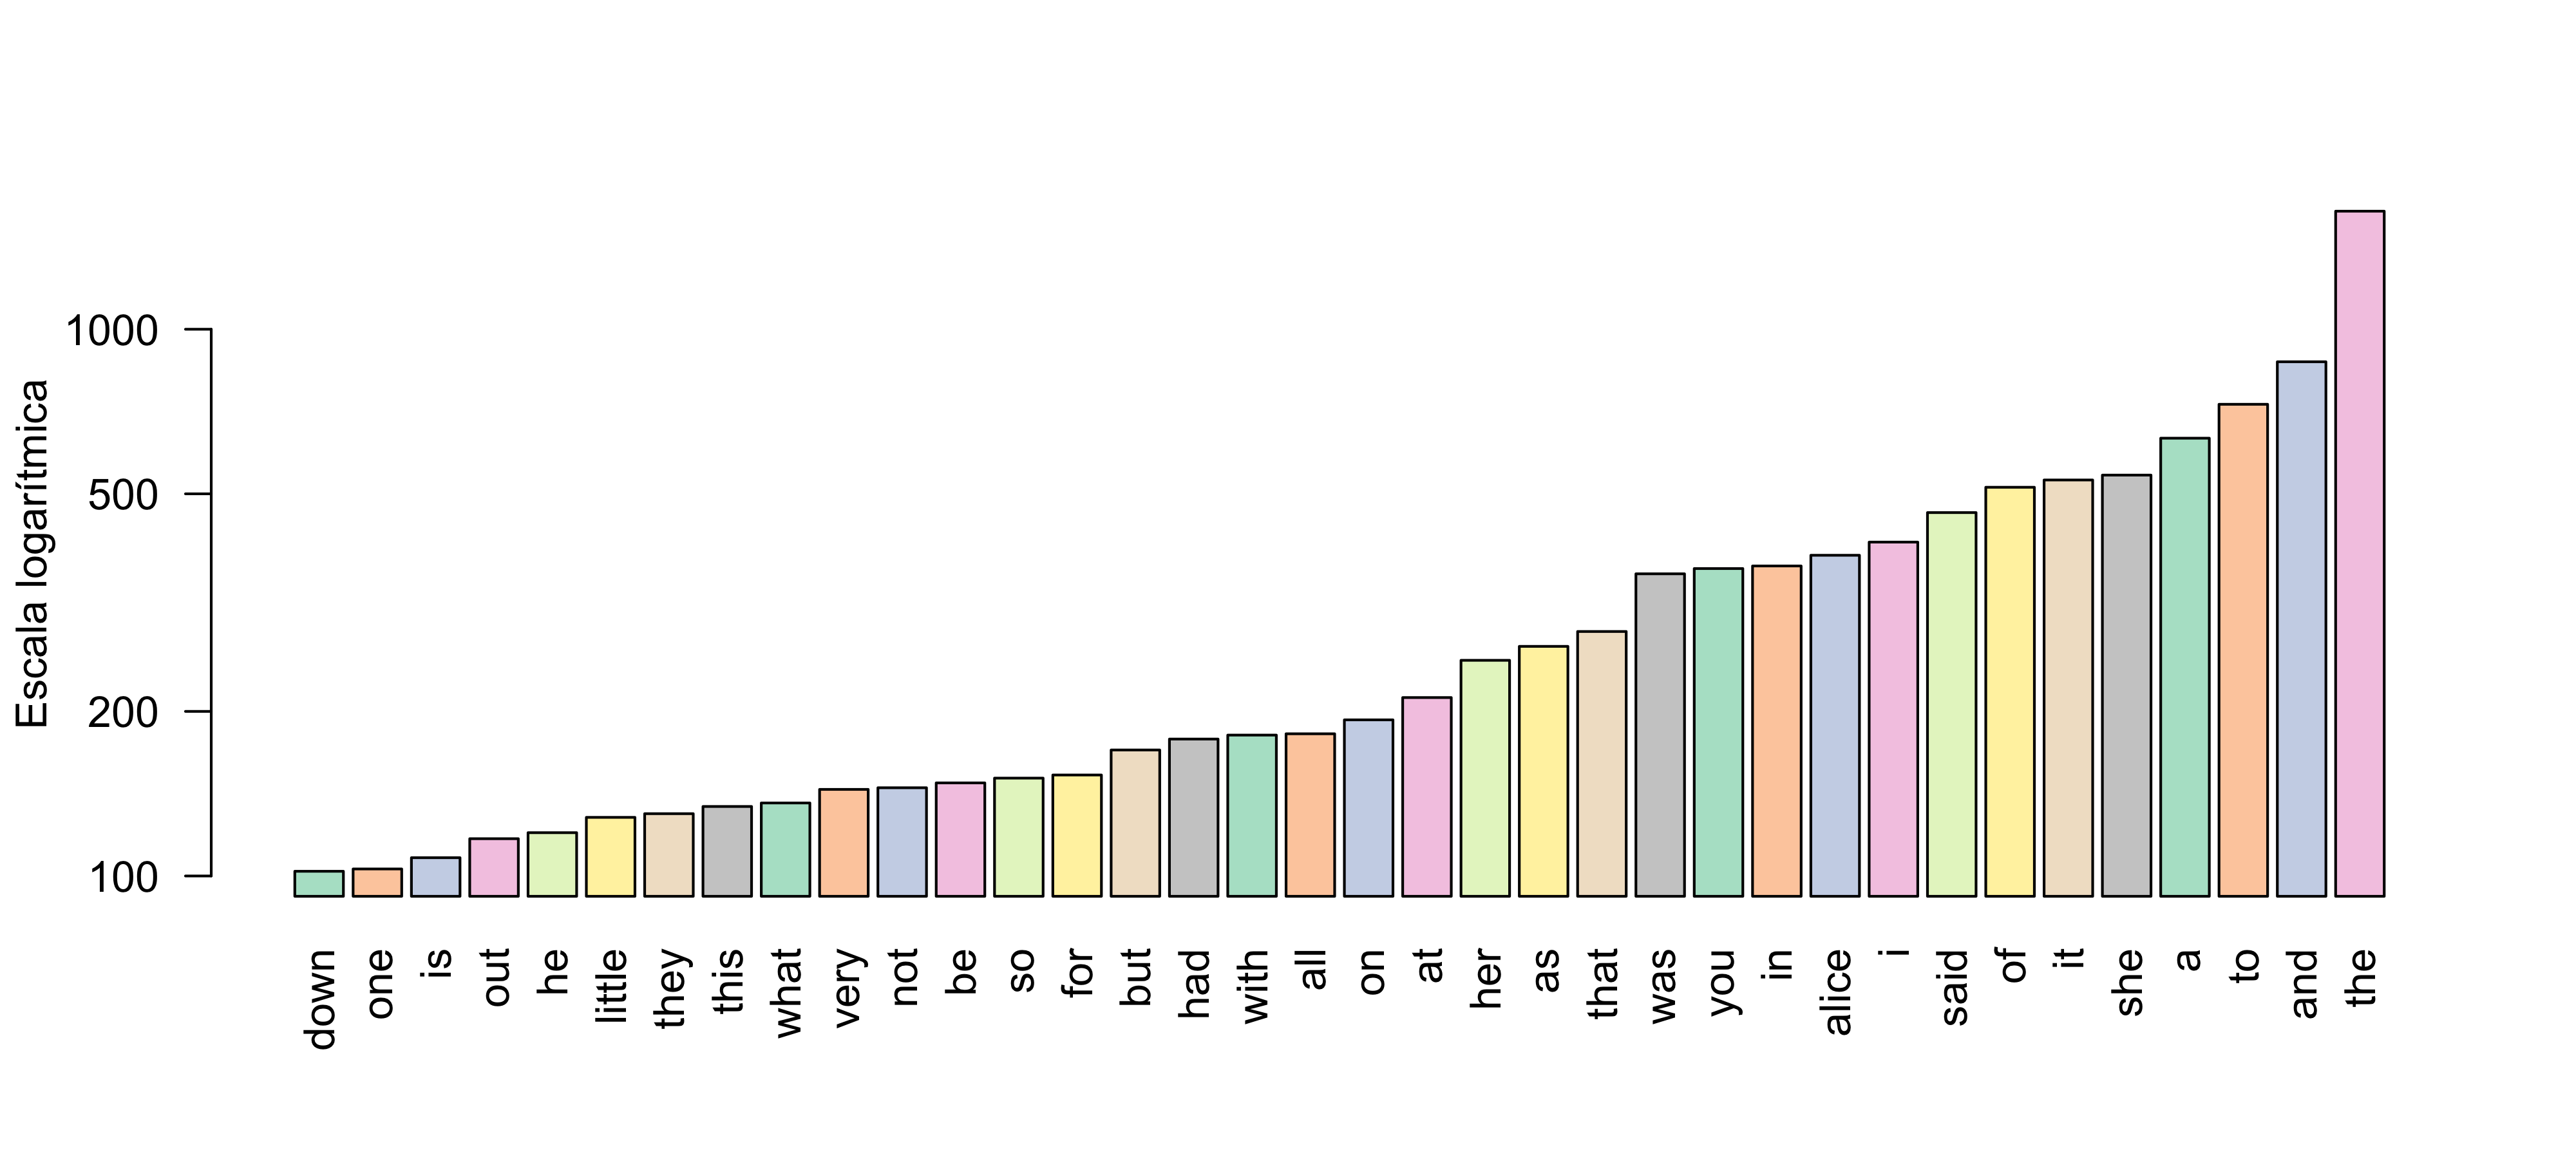 Escala logarítmica
1000
500
200
100
down
one
is
out
he
little
they
this
what
very
not
be
so
for
but
had
with
all
on
at
her
as
that
was
you
in
alice
i
said
of
it
she
a
to
and
the